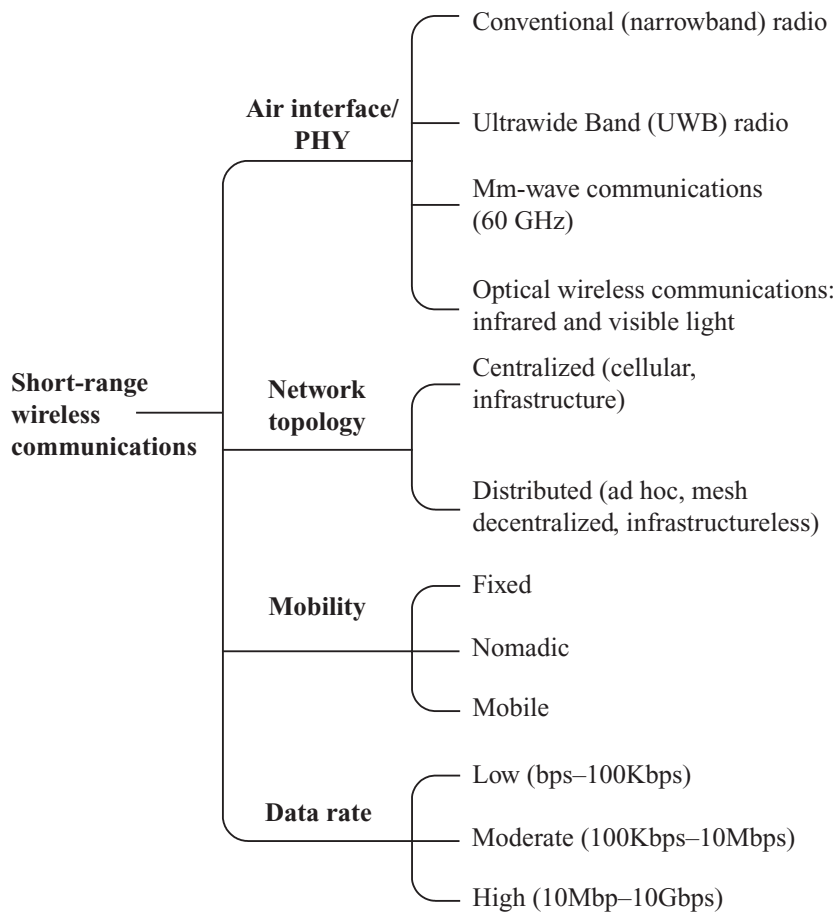 Short-range
wireless
communications
Air interface/
PHY
Conventional (narrowband) radio
Ultrawide Band (UWB) radio
Mm-wave communications
(60 GHz)
Optical wireless communications:
infrared and visible light
Network
topology
Centralized (cellular,
infrastructure)
Distributed (ad hoc, mesh
decentralized, infrastructureless)
Mobility
Fixed
Nomadic
Mobile
Data rate
Low (bps–100Kbps)
Moderate (100Kbps–10Mbps)
High (10Mbp–10Gbps)